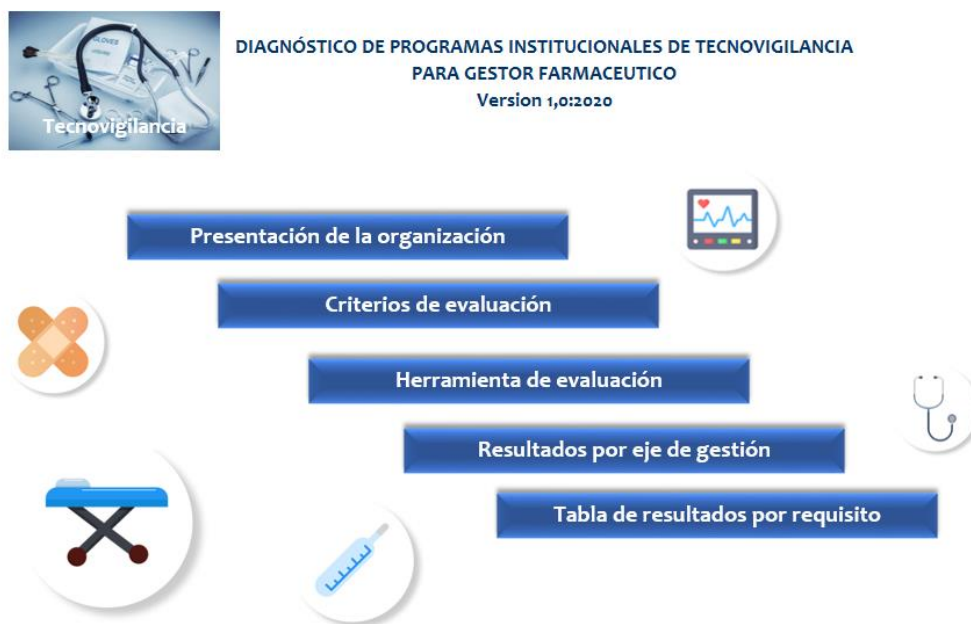 GLOVES
Tecnovigilancia
DIAGNÓSTICO DE PROGRAMAS INSTITUCIONALES DE TECNOVIGILANCIA
PARA GESTOR FARMACEUTICO
Version 1,0:2020
Presentación de la organización
Criterios de evaluación
Herramienta de evaluación
Resultados por eje de gestión
Tabla de resultados por requisito